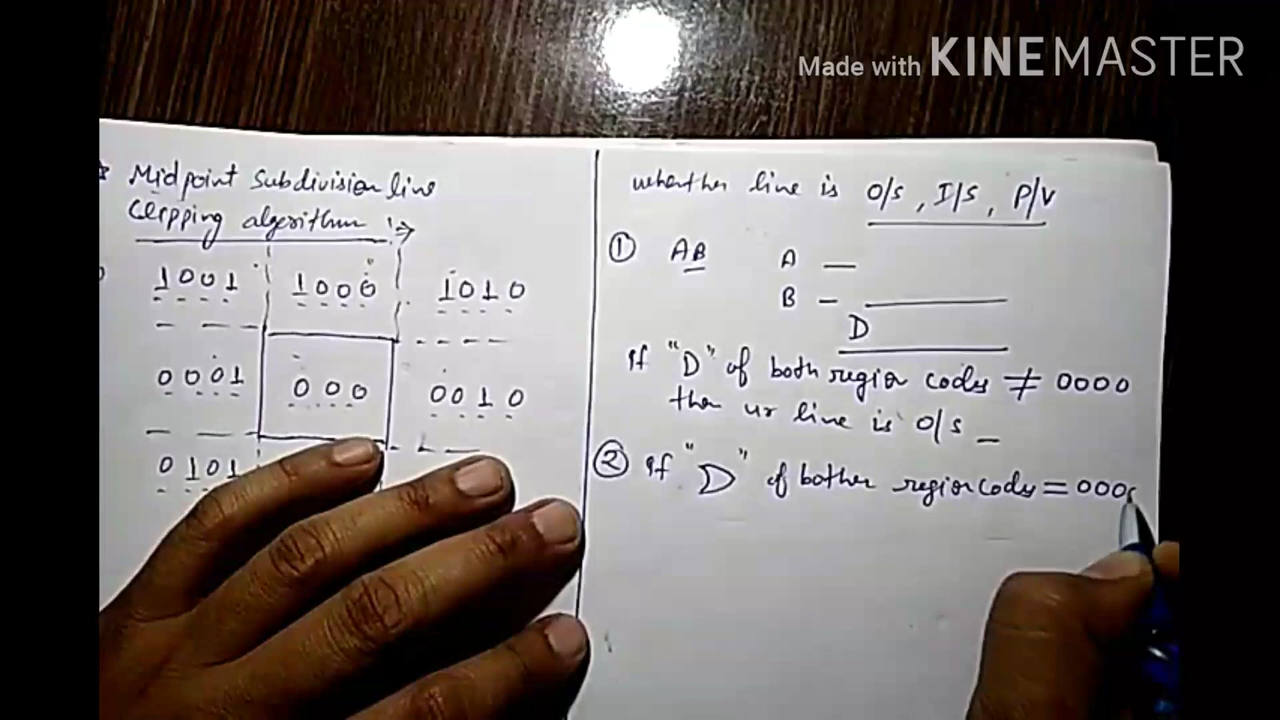 Made with KINEMASTER
Midpoint Subdivision line
Clipping algorithm :→
1001 1000 1010
0001 000 0010
0101
whether line is O/S, I/S, P/V
① AB A —
B —
D
If "D" of both region codes ≠ 0000
then ur line is O/S _
② If "D" of bother region codes = 000